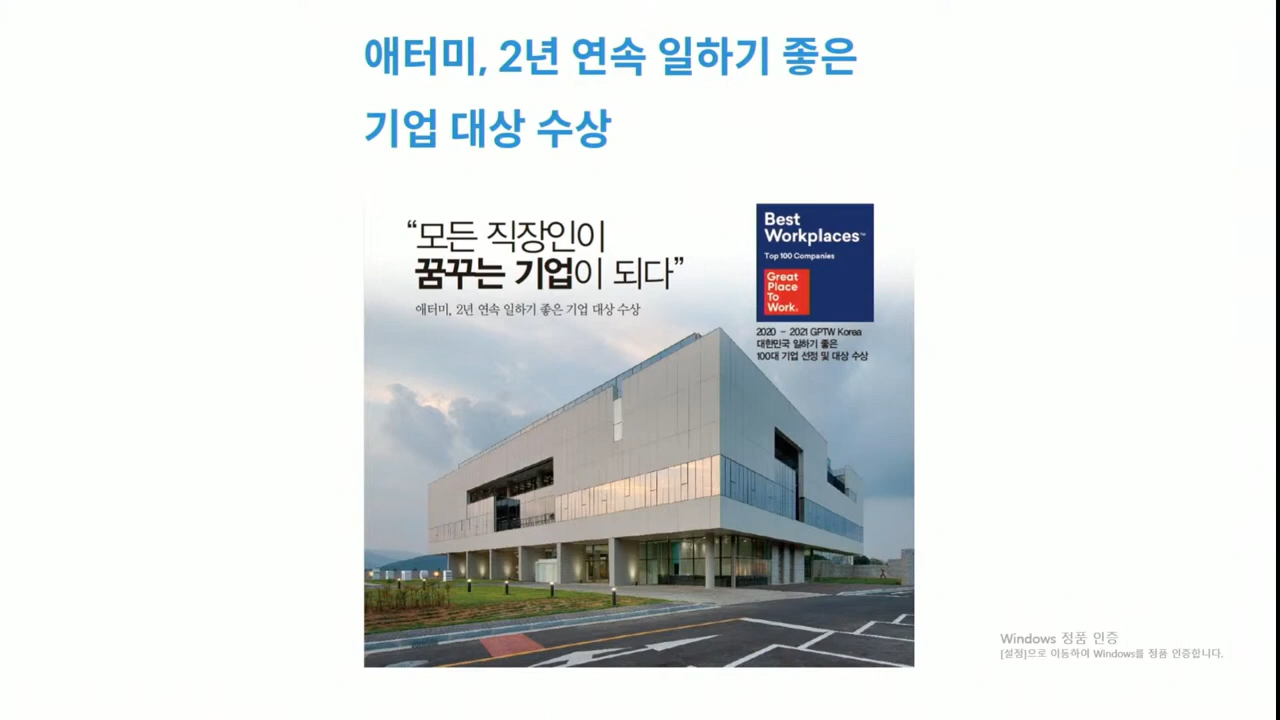 애터미, 2년 연속 일하기 좋은
기업 대상 수상
“모든 직장인이
꿈꾸는 기업이 되다”
애터미, 2년 연속 일하기 좋은 기업 대상 수상
Best
Workplaces™
Top 100 Companies
Great
Place
To
Work.
2020 - 2021 GPTW Korea
대한민국 일하기 좋은
100대 기업 선정 및 대상 수상
Windows 정품 인증
[설정]으로 이동하여 Windows를 정품 인증합니다.